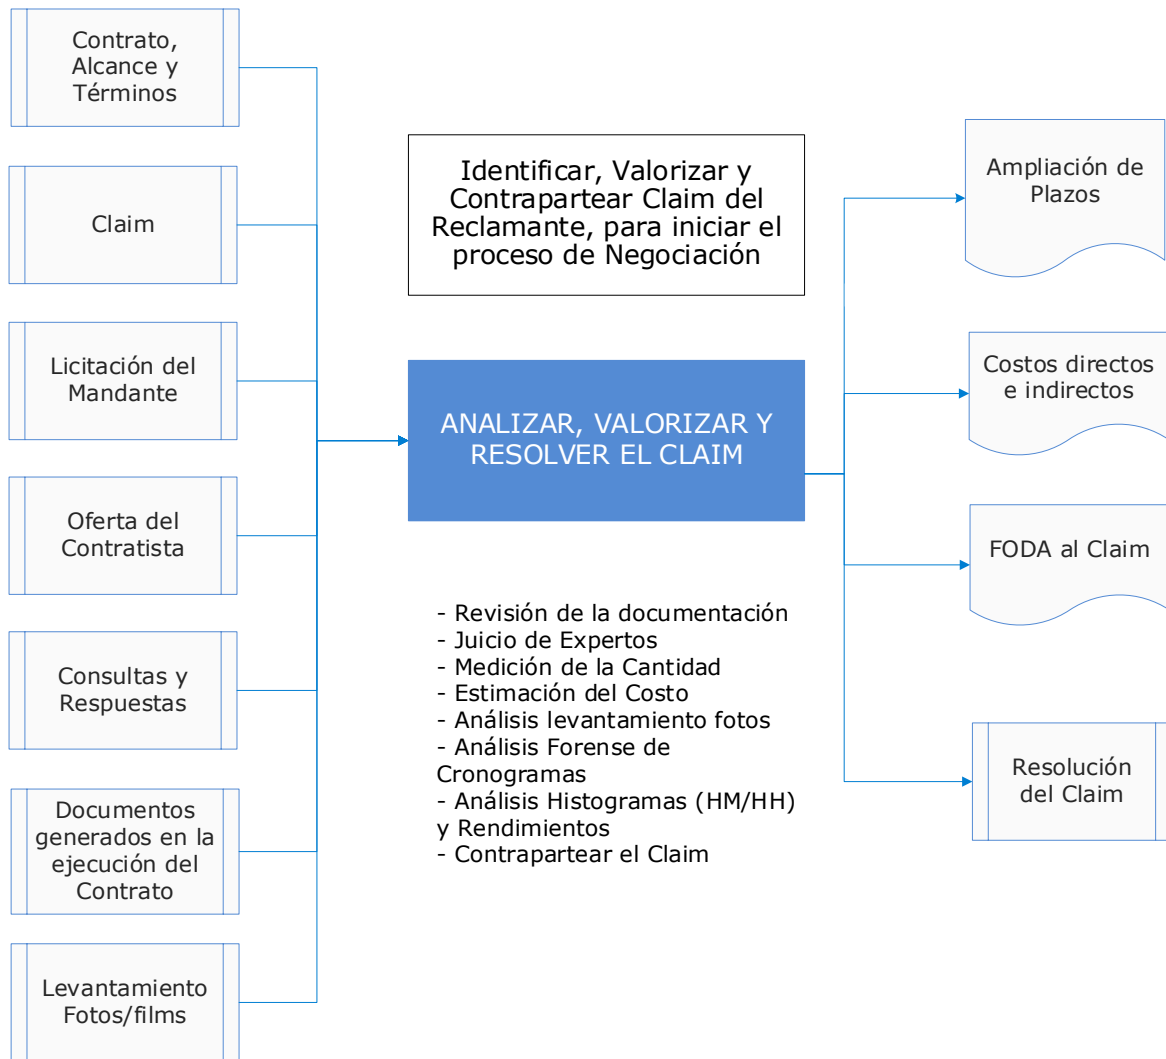 Contrato,
Alcance y
Términos
Claim
Licitación del
Mandante
Oferta del
Contratista
Consultas y
Respuestas
Documentos
generados en la
ejecución del
Contrato
Levantamiento
Fotos/films
Identificar, Valorizar y
Contrapartear Claim del
Reclamante, para iniciar el
proceso de Negociación
ANALIZAR, VALORIZAR Y
RESOLVER EL CLAIM
- Revisión de la documentación
- Juicio de Expertos
- Medición de la Cantidad
- Estimación del Costo
- Análisis levantamiento fotos
- Análisis Forense de
Cronogramas
- Análisis Histogramas (HM/HH)
y Rendimientos
- Contrapartear el Claim
Ampliación de
Plazos
Costos directos
e indirectos
FODA al Claim
Resolución
del Claim